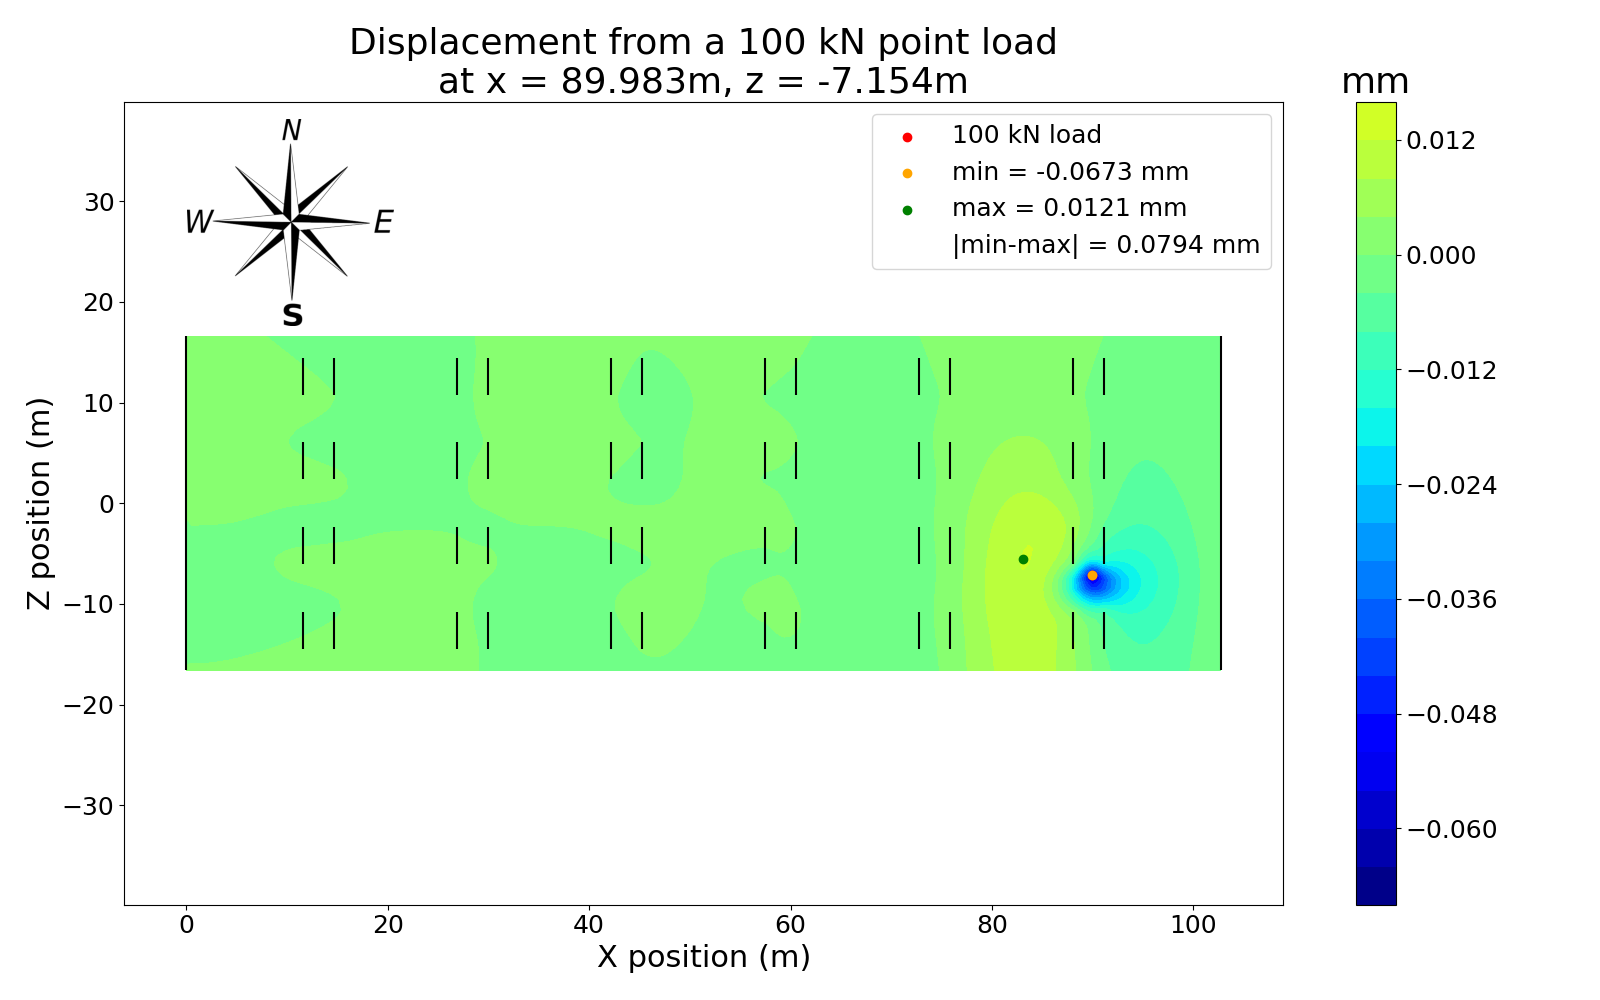 Displacement from a 100 kN point load
at x = 89.983m, z = -7.154m
mm
N
W
E
S
100 kN load
min = -0.0673 mm
max = 0.0121 mm
|min-max| = 0.0794 mm
30
20
10
0
−10
−20
−30
Z position (m)
0
20
40
60
80
100
X position (m)
0.012
0.000
−0.012
−0.024
−0.036
−0.048
−0.060